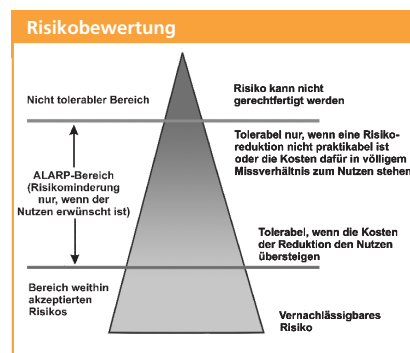 Risikobewertung
Nicht tolerabler Bereich
Risiko kann nicht
gerechtfertigt werden
Tolerabel nur, wenn eine Risiko-
reduktion nicht praktikabel ist
oder die Kosten dafür in völligem
Missverhältnis zum Nutzen stehen
ALARP-Bereich
(Risikominderung
nur, wenn der
Nutzen erwünscht ist)
Tolerabel, wenn die Kosten
der Reduktion den Nutzen
übersteigen
Bereich weithin
akzeptierten
Risikos
Vernachlässigbares
Risiko